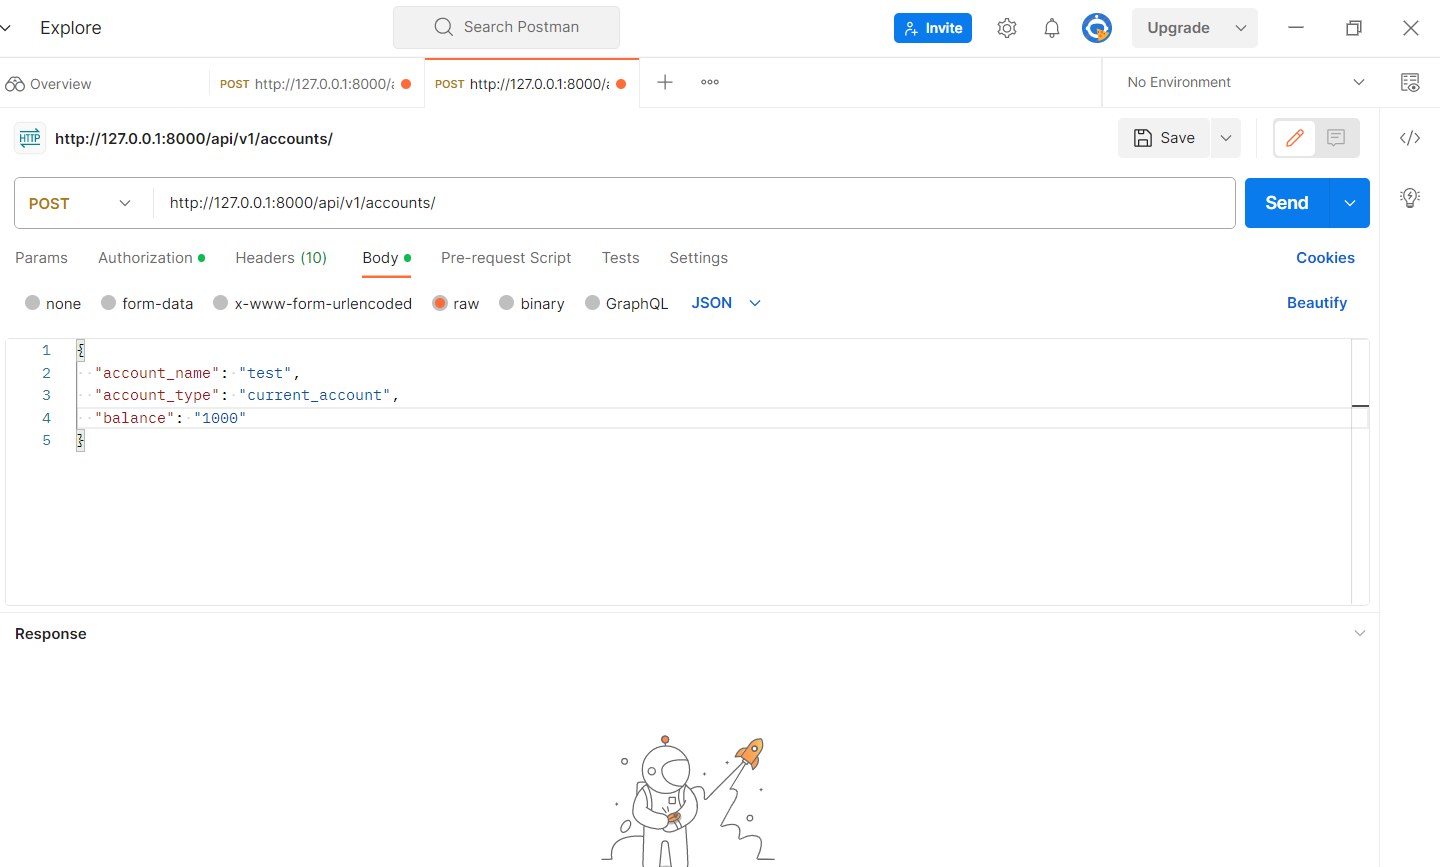 Explore
Search Postman
Invite
Upgrade
Overview
POST http://127.0.0.1:8000/a
POST http://127.0.0.1:8000/a
No Environment
HTTP
http://127.0.0.1:8000/api/v1/accounts/
Save
</>
POST
http://127.0.0.1:8000/api/v1/accounts/
Send
Params
Authorization
Headers (10)
Body
Pre-request Script
Tests
Settings
Cookies
none
form-data
x-www-form-urlencoded
raw
binary
GraphQL
JSON
Beautify
1 {
2 "account_name": "test",
3 "account_type": "current_account",
4 "balance": "1000"
5 }
Response